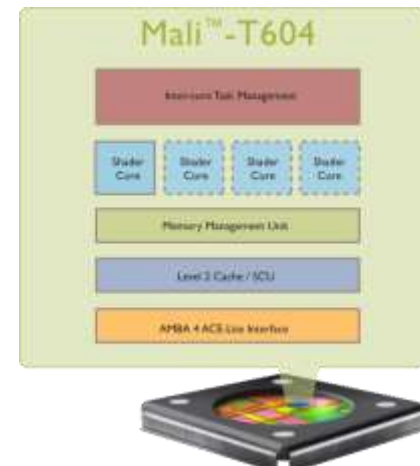 Mali™-T604
Inter-core Task Management
Shader Core
Shader Core
Shader Core
Shader Core
Memory Management Unit
Level 2 Cache / SCU
AMBA 4 ACE-Lite Interface